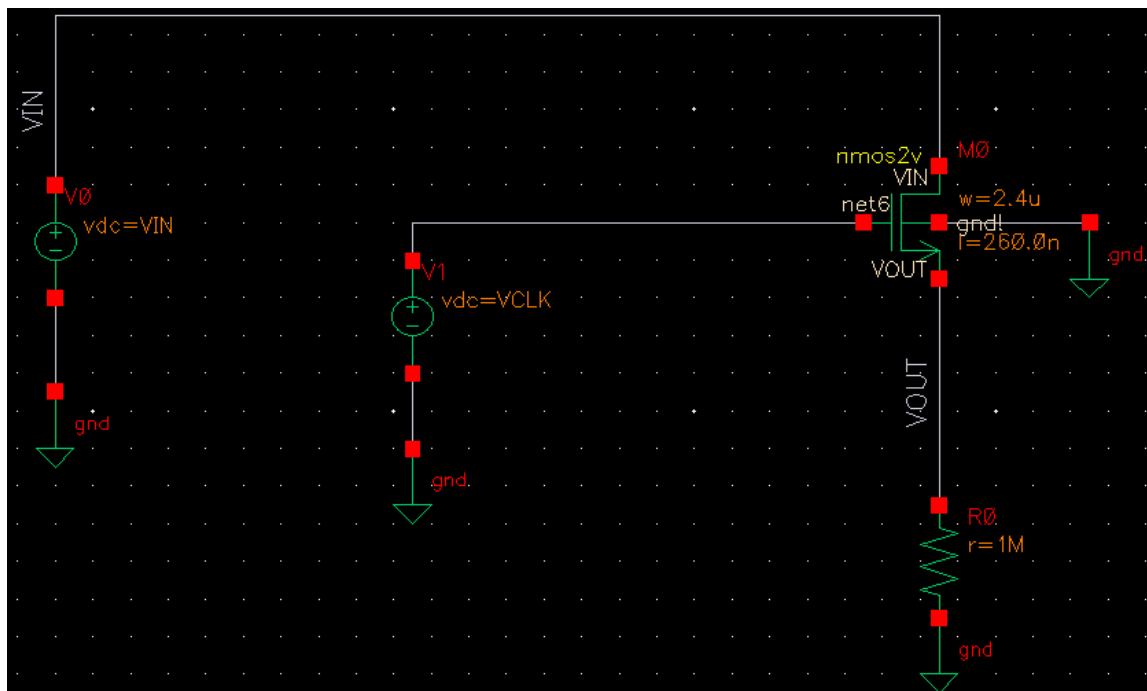 VIN
V0
vdc=VIN
gnd
V1
vdc=VCLK
gnd
nmos2v
M0
VIN
w=2.4u
net6
gnd!
l=260.0n
VOUT
gnd
VOUT
R0
r=1M
gnd